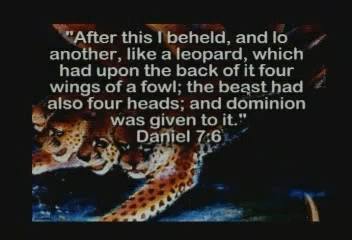 "After this I beheld, and lo
another, like a leopard, which
had upon the back of it four
wings of a fowl; the beast had
also four heads; and dominion
was given to it."
Daniel 7:6